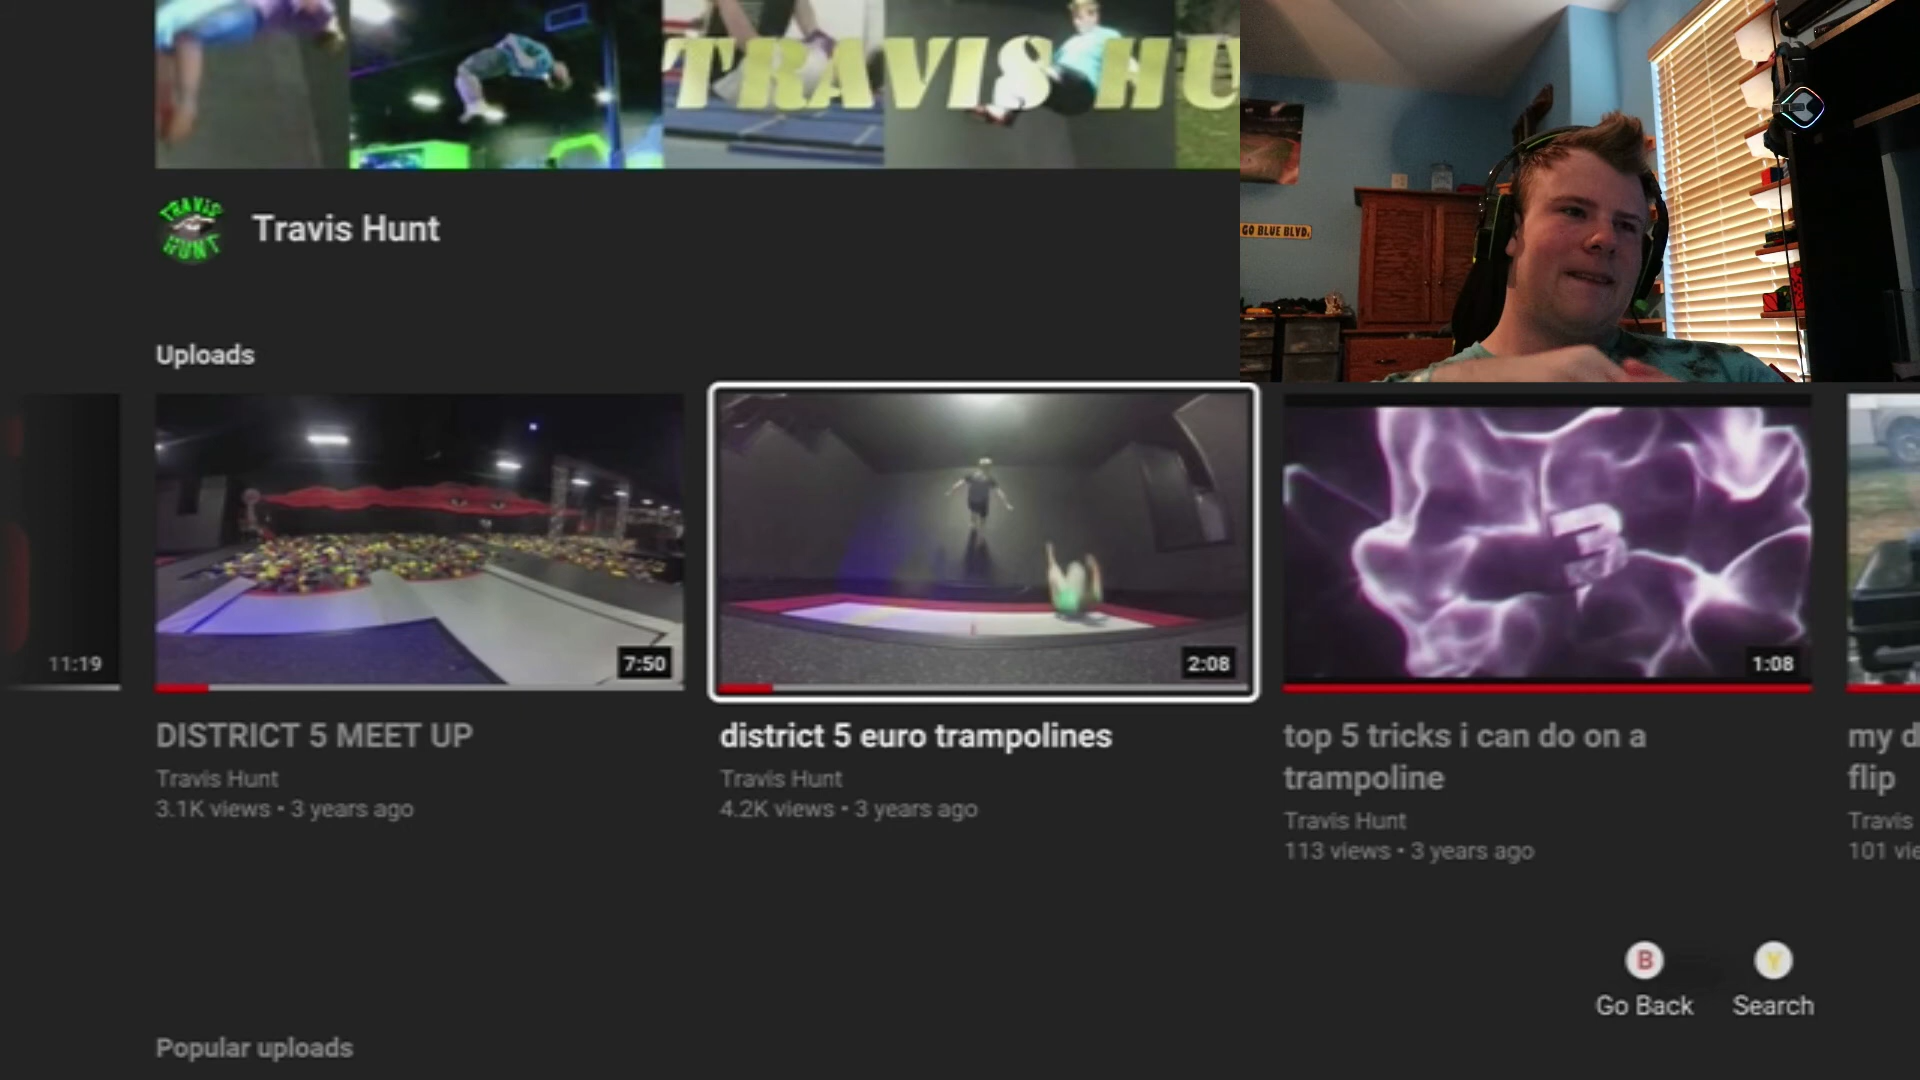 TRAVIS HU
TRAVIS
HUNT
Travis Hunt
GO BLUE BLVD.
Uploads
11:19
7:50
2:08
3
1:08
DISTRICT 5 MEET UP
Travis Hunt
3.1K views • 3 years ago
district 5 euro trampolines
Travis Hunt
4.2K views • 3 years ago
top 5 tricks i can do on a
trampoline
Travis Hunt
113 views • 3 years ago
my d
flip
Travis
101 vie
B
Go Back
Y
Search
Popular uploads